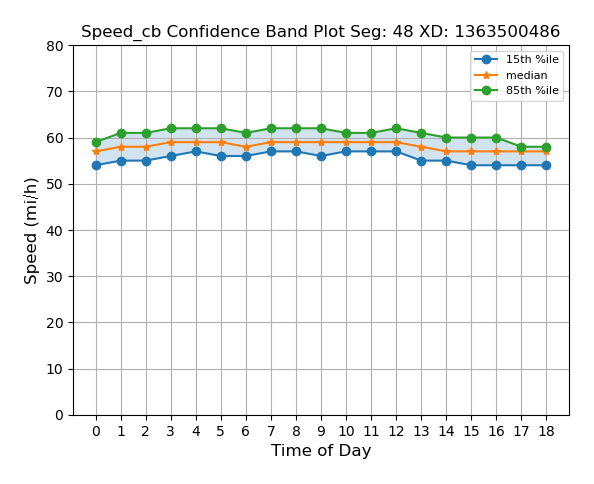 Speed_cb Confidence Band Plot Seg: 48 XD: 1363500486
15th %ile
median
85th %ile
80
70
60
50
40
30
20
10
0
Speed (mi/h)
0 1 2 3 4 5 6 7 8 9 10 11 12 13 14 15 16 17 18
Time of Day